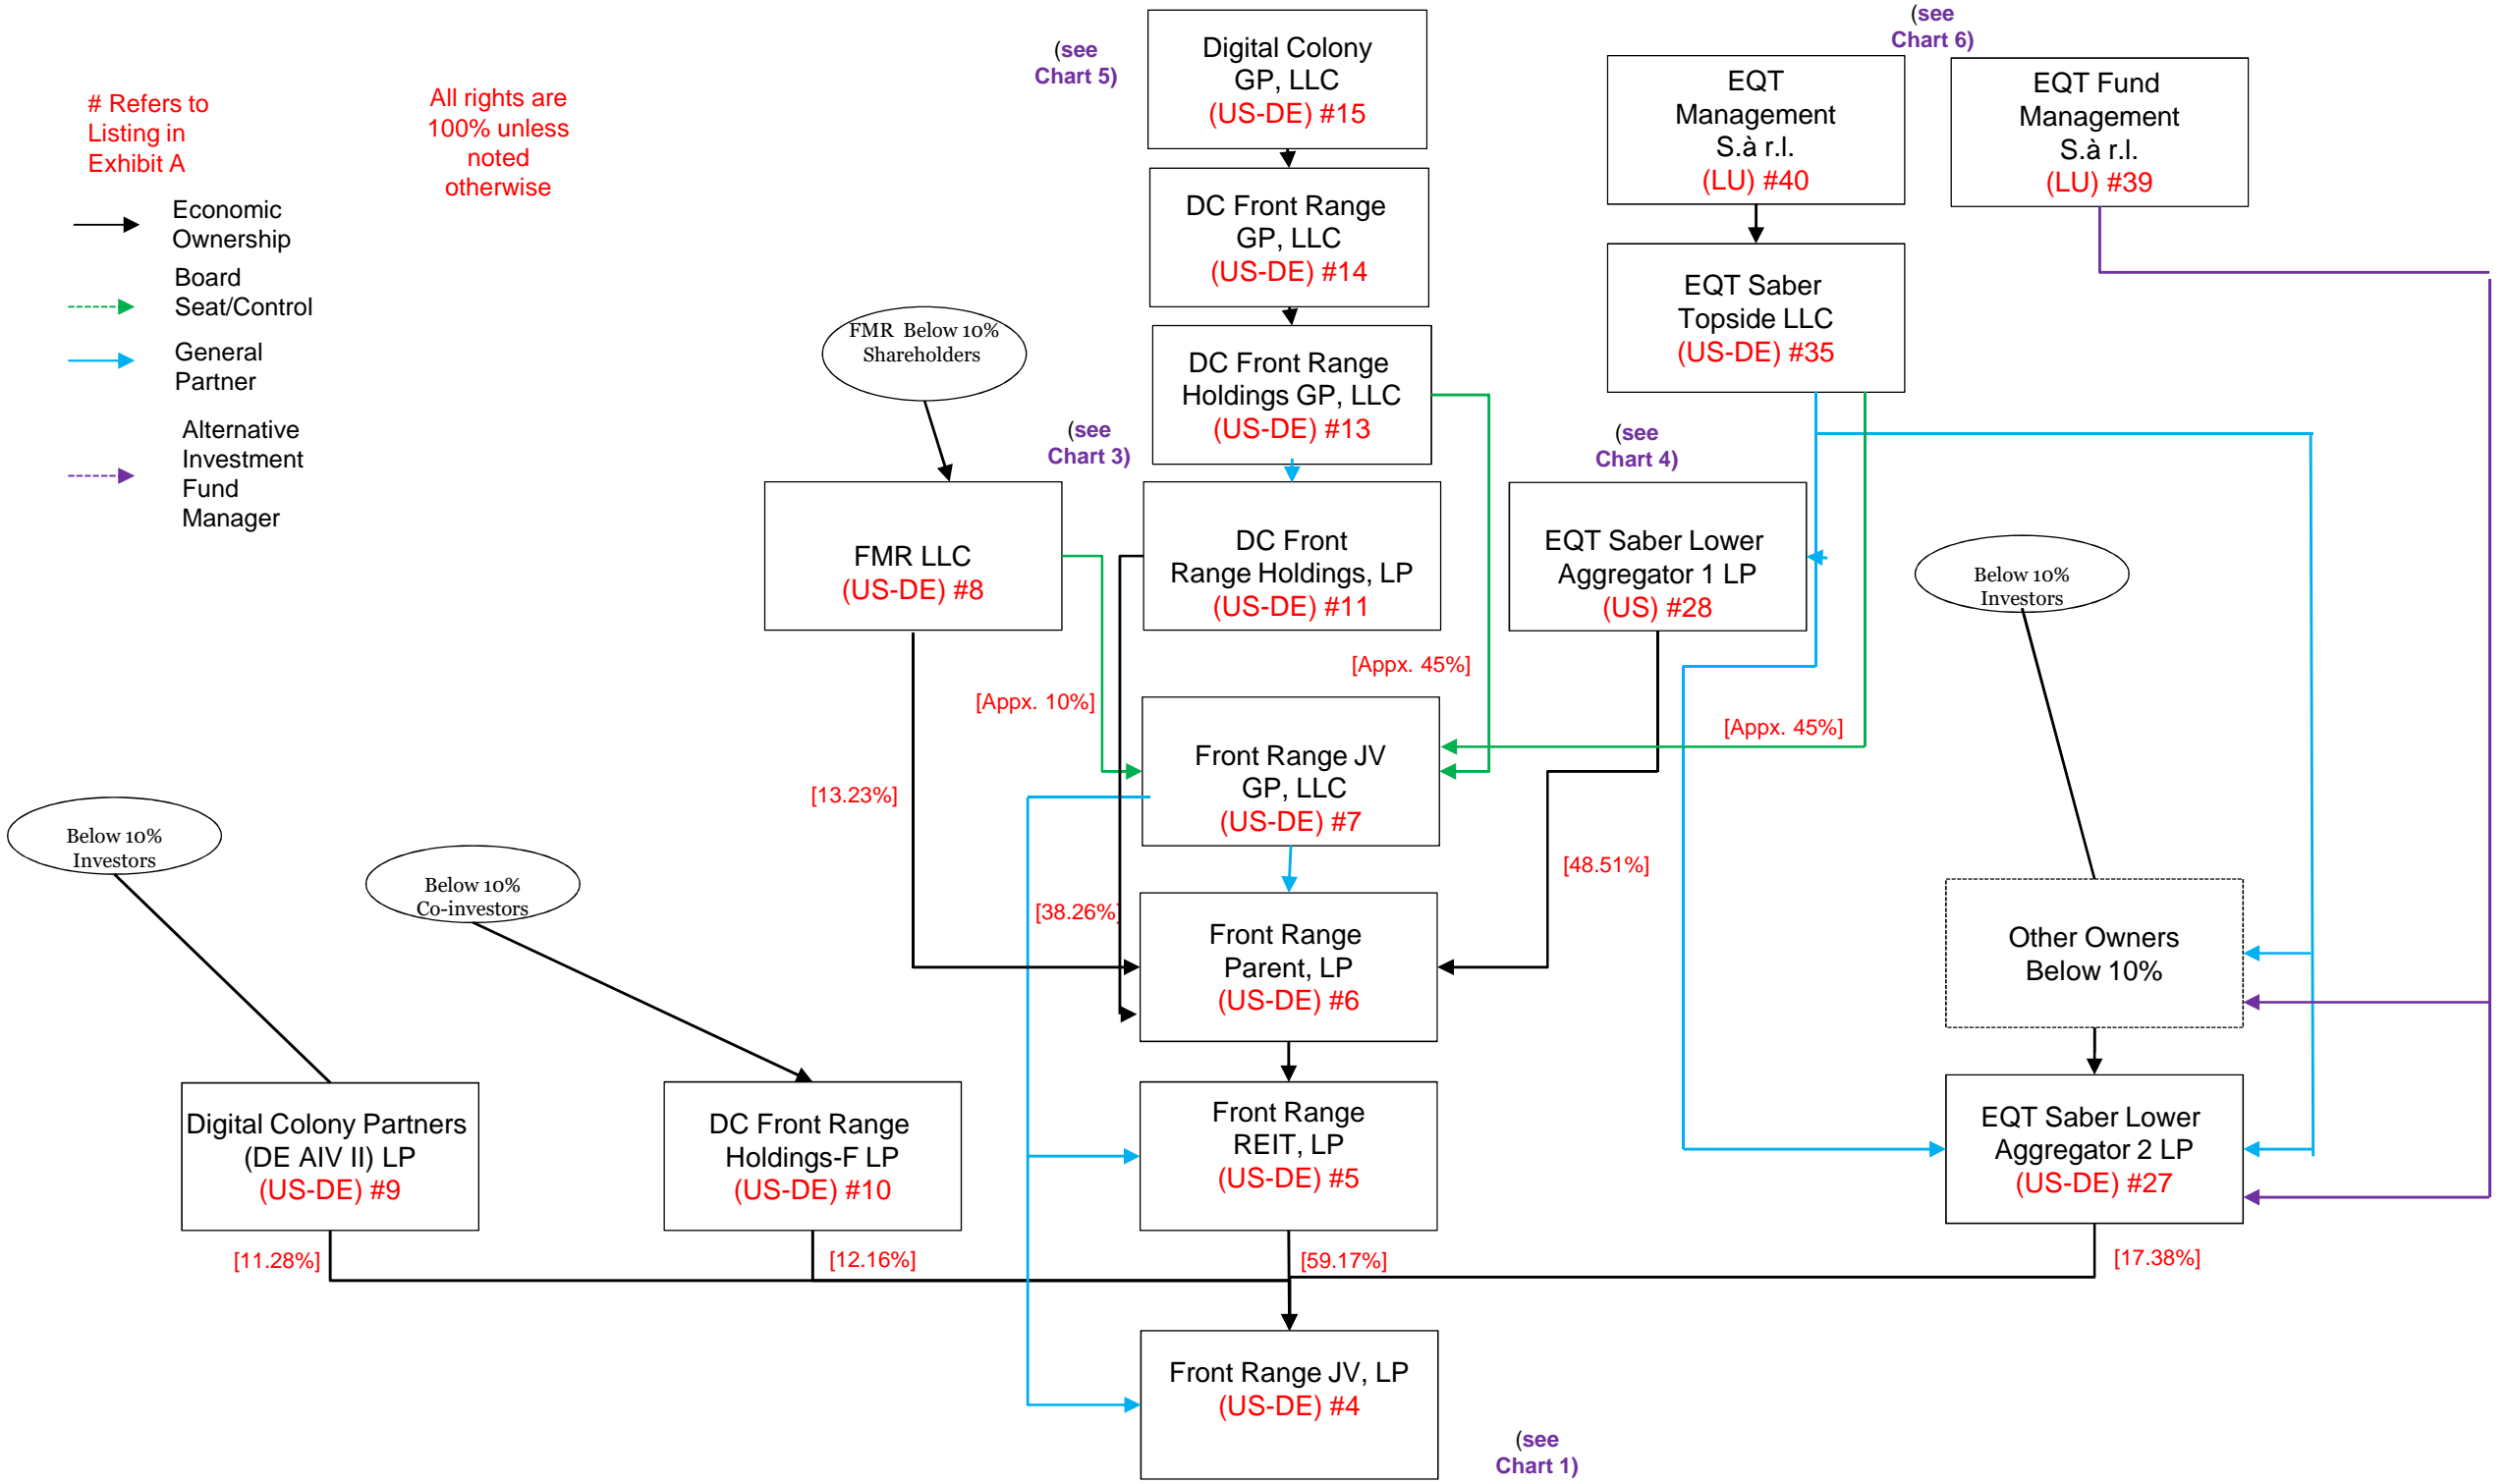 # Refers to
Listing in
Exhibit A
All rights are
100% unless
noted
otherwise
Economic
Ownership
Board
Seat/Control
General
Partner
Alternative
Investment
Fund
Manager
(see
Chart 5)
Digital Colony
GP, LLC
(US-DE) #15
(see
Chart 6)
EQT
Management
S.à r.l.
(LU) #40
EQT Fund
Management
S.à r.l.
(LU) #39
DC Front Range
GP, LLC
(US-DE) #14
EQT Saber
Topside LLC
(US-DE) #35
FMR Below 10%
Shareholders
DC Front Range
Holdings GP, LLC
(US-DE) #13
(see
Chart 3)
(see
Chart 4)
FMR LLC
(US-DE) #8
DC Front
Range Holdings, LP
(US-DE) #11
EQT Saber Lower
Aggregator 1 LP
(US) #28
Below 10%
Investors
[Appx. 10%]
[Appx. 45%]
[Appx. 45%]
Front Range JV
GP, LLC
(US-DE) #7
[13.23%]
[38.26%]
[48.51%]
Below 10%
Investors
Below 10%
Co-investors
Front Range
Parent, LP
(US-DE) #6
Other Owners
Below 10%
Digital Colony Partners
(DE AIV II) LP
(US-DE) #9
DC Front Range
Holdings-F LP
(US-DE) #10
Front Range
REIT, LP
(US-DE) #5
EQT Saber Lower
Aggregator 2 LP
(US-DE) #27
[11.28%]
[12.16%]
[59.17%]
[17.38%]
Front Range JV, LP
(US-DE) #4
(see
Chart 1)